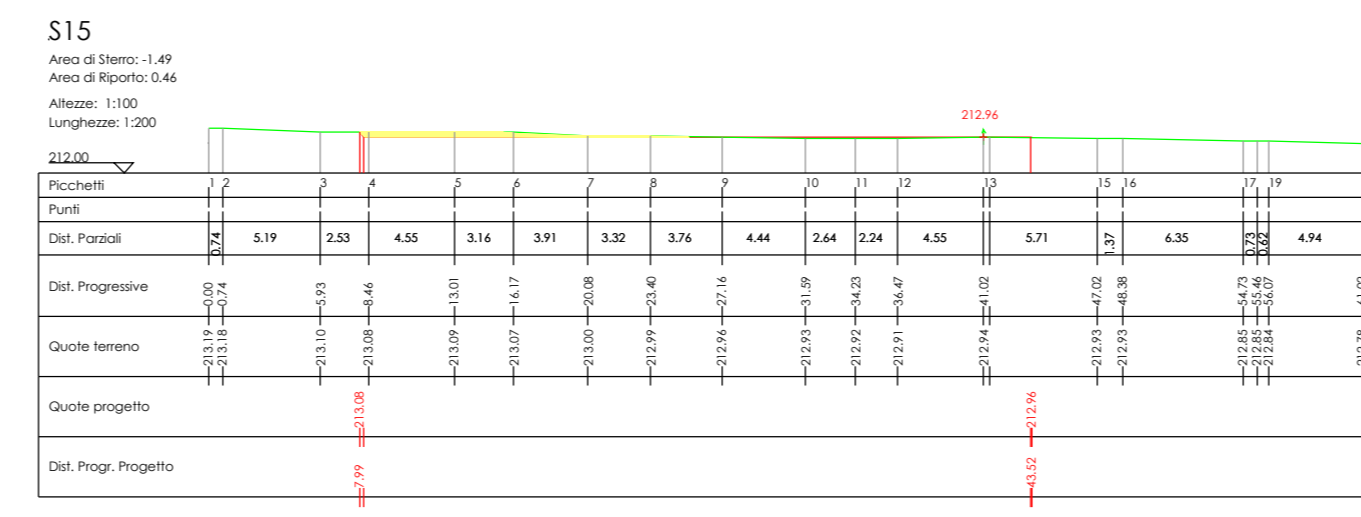 S15
Area di Sterro: -1.49
Area di Riporto: 0.46
Altezze: 1:100
Lunghezze: 1:200
212.96
212.00
Picchetti 1 2 3 4 5 6 7 8 9 10 11 12 13 15 16 17 19
Punti
Dist. Parziali 0.74 5.19 2.53 4.55 3.16 3.91 3.32 3.76 4.44 2.64 2.24 4.55 5.71 1.37 6.35 0.73 0.62 4.94
Dist. Progressive 0.00 0.74 5.93 8.46 13.01 16.17 20.08 23.40 27.16 31.59 34.23 36.47 41.02 47.02 48.38 54.73 55.46 56.07
Quote terreno 213.19 213.18 213.10 213.08 213.09 213.07 213.00 212.99 212.96 212.93 212.92 212.91 212.94 212.93 212.93 212.85 212.85 212.84
Quote progetto 213.08 212.96
Dist. Progr. Progetto 7.99 43.52